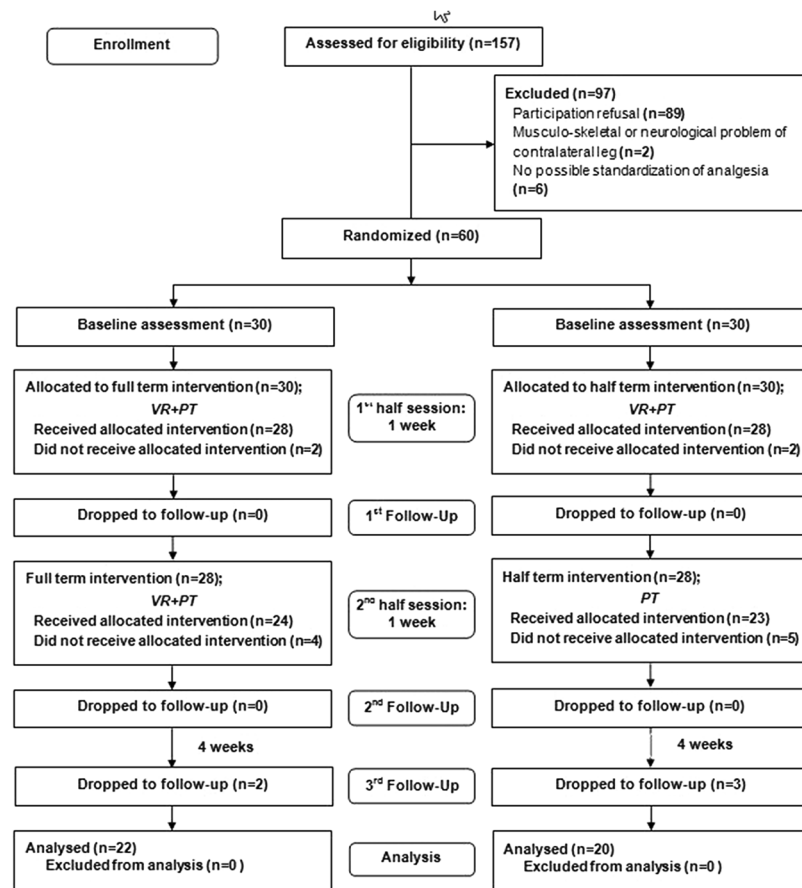 Enrollment
Assessed for eligibility (n=157)
Excluded (n=97)
Participation refusal (n=89)
Musculo-skeletal or neurological problem of
contralateral leg (n=2)
No possible standardization of analgesia
(n=6)
Randomized (n=60)
Baseline assessment (n=30)
Baseline assessment (n=30)
Allocated to full term intervention (n=30);
VR+PT
Received allocated intervention (n=28)
Did not receive allocated intervention (n=2)
1st half session:
1 week
Allocated to half term intervention (n=30);
VR+PT
Received allocated intervention (n=28)
Did not receive allocated intervention (n=2)
Dropped to follow-up (n=0)
1st Follow-Up
Dropped to follow-up (n=0)
Full term intervention (n=28);
VR+PT
Received allocated intervention (n=24)
Did not receive allocated intervention (n=4)
2nd half session:
1 week
Half term intervention (n=28);
PT
Received allocated intervention (n=23)
Did not receive allocated intervention (n=5)
Dropped to follow-up (n=0)
2nd Follow-Up
Dropped to follow-up (n=0)
4 weeks
4 weeks
Dropped to follow-up (n=2)
3rd Follow-Up
Dropped to follow-up (n=3)
Analysed (n=22)
Excluded from analysis (n=0 )
Analysis
Analysed (n=20)
Excluded from analysis (n=0 )